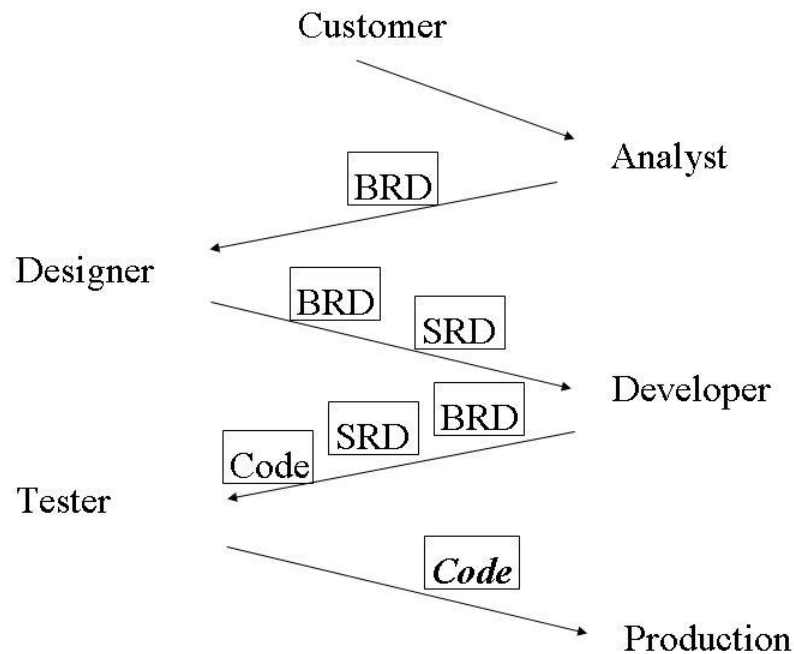 Customer
Analyst
BRD
Designer
BRD
SRD
Developer
BRD
SRD
Code
Tester
Code
Production